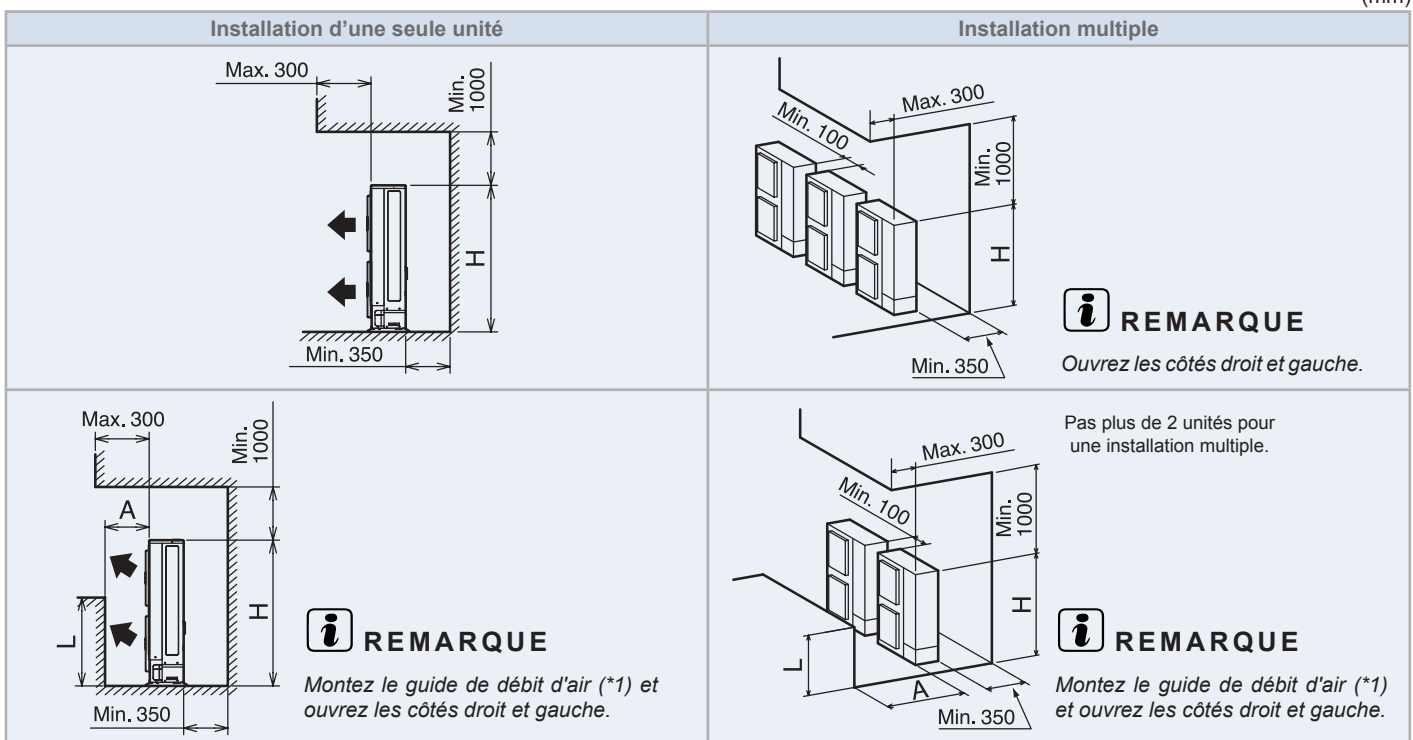 (mm)
Installation d’une seule unité
Installation multiple
Max. 300
Min.
1000
H
Min. 350
Max. 300
Min. 100
Min.
1000
H
Min. 350
i REMARQUE
Ouvrez les côtés droit et gauche.
Max. 300
Min.
1000
A
H
L
Min. 350
i REMARQUE
Montez le guide de débit d'air (*1) et
ouvrez les côtés droit et gauche.
Pas plus de 2 unités pour
une installation multiple.
Max. 300
Min. 100
Min.
1000
H
L
A
Min. 350
i REMARQUE
Montez le guide de débit d'air (*1)
et ouvrez les côtés droit et gauche.